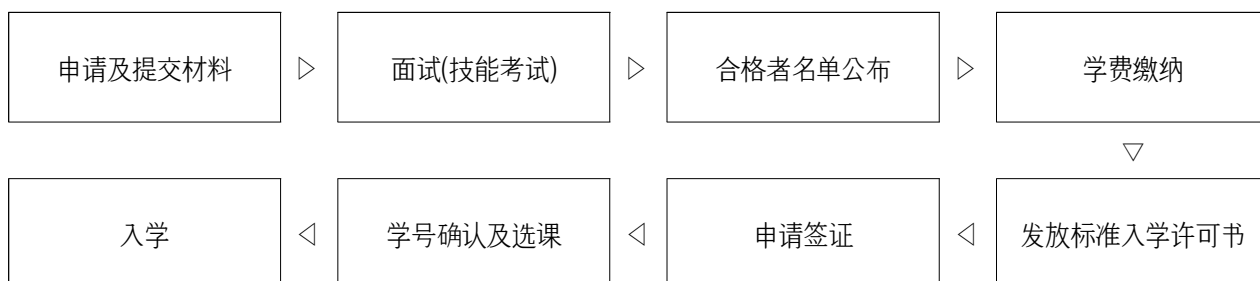 申请及提交材料 ▷ 面试(技能考试) ▷ 合格者名单公布 ▷ 学费缴纳
▽
入学 ◁ 学号确认及选课 ◁ 申请签证 ◁ 发放标准入学许可书